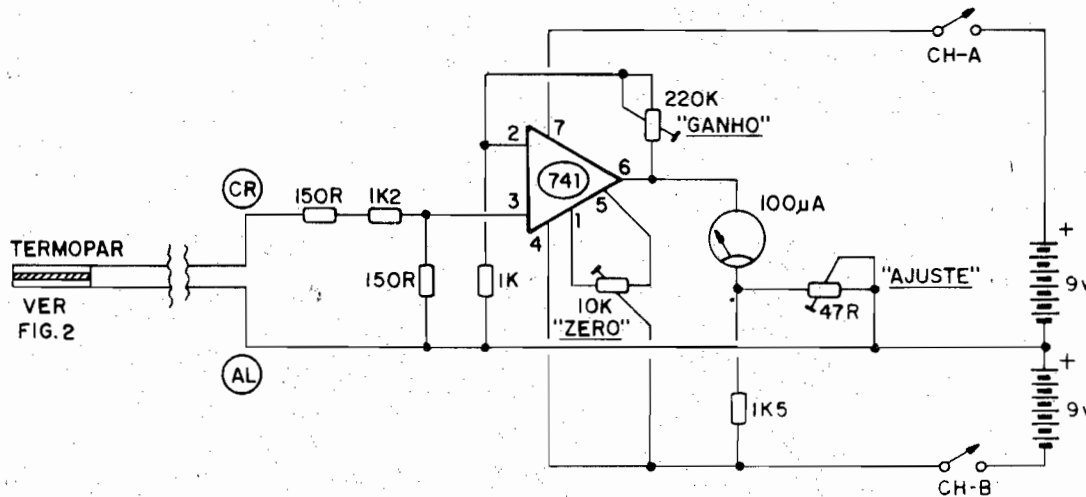 CH-A
220K
"GANHO"
2
7
741
6
3
5
4
1
CR
150R
1K2
100µA
TERMOPAR
VER
FIG.2
150R
1K
10K
"ZERO"
"AJUSTE"
47R
+
9v
AL
+
1K5
9v
CH-B